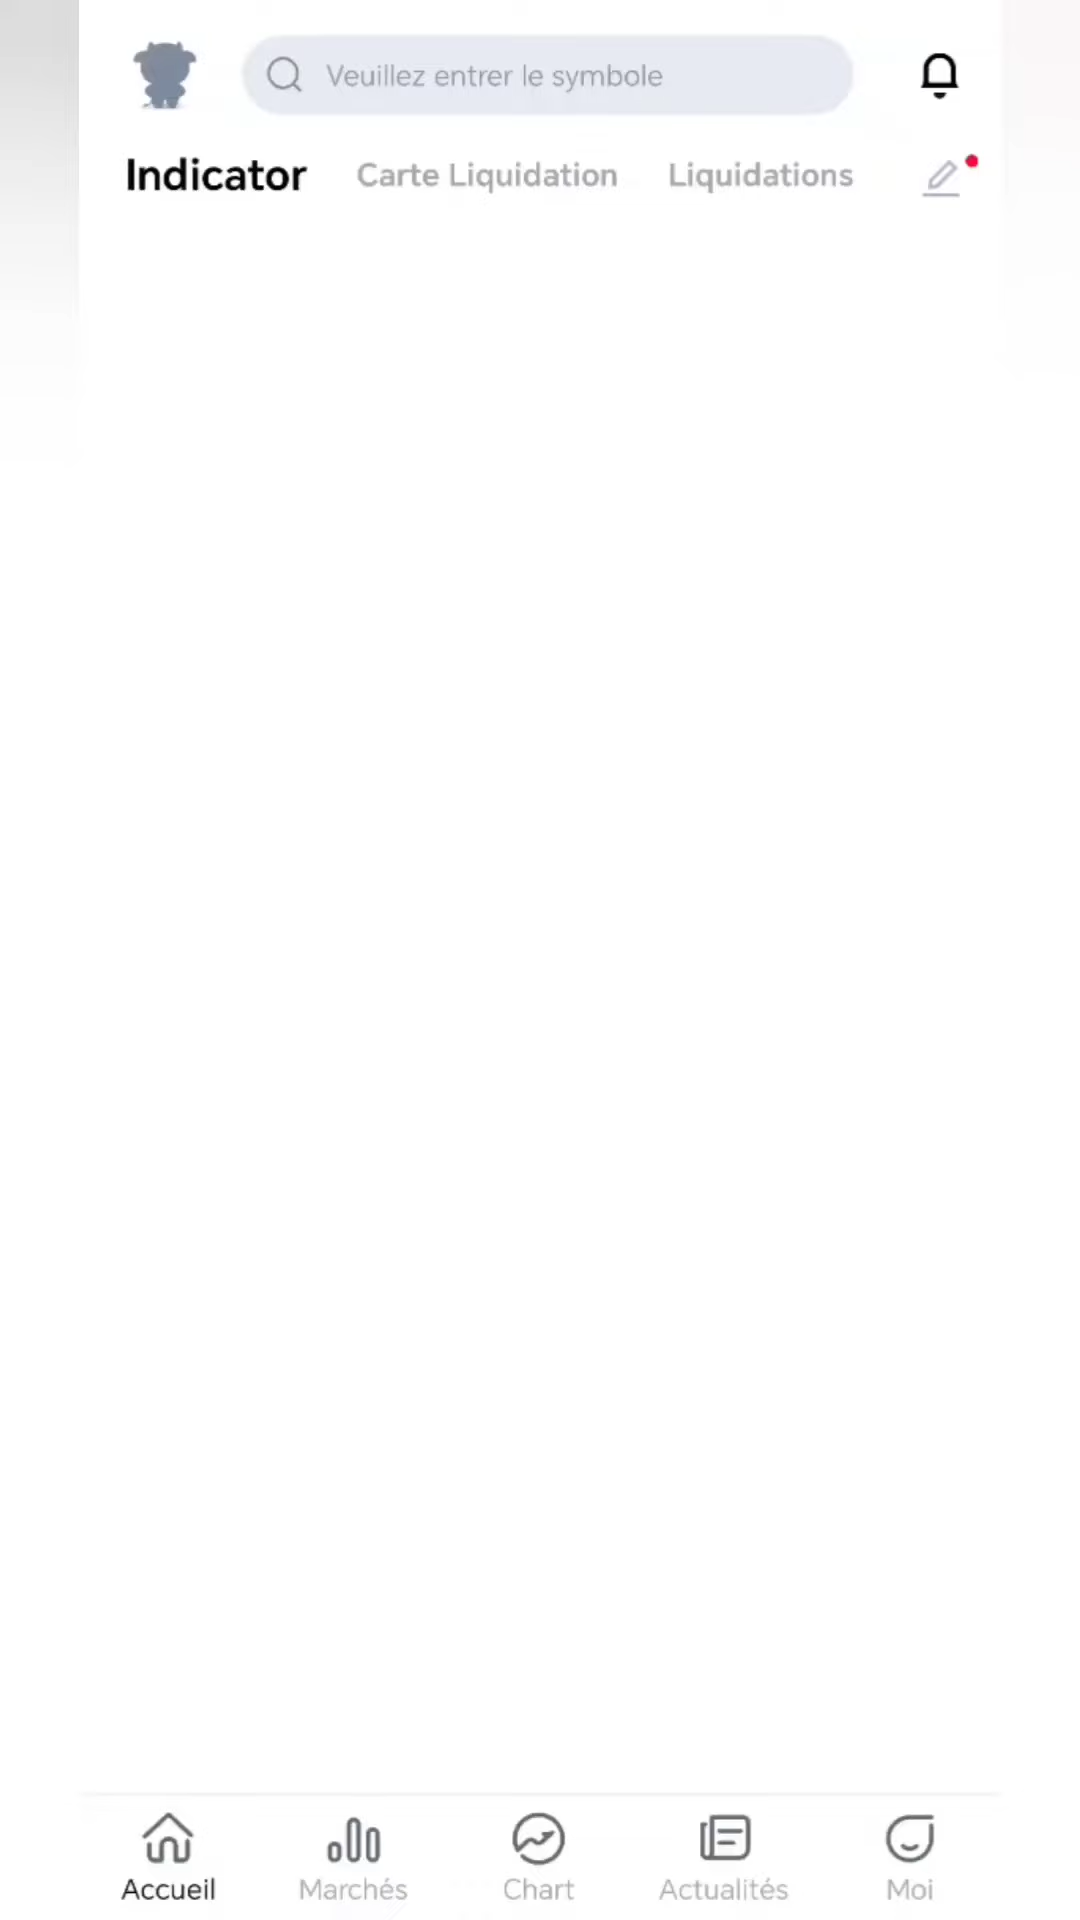 Veuillez entrer le symbole
Indicator Carte Liquidation Liquidations
Accueil Marchés Chart Actualités Moi